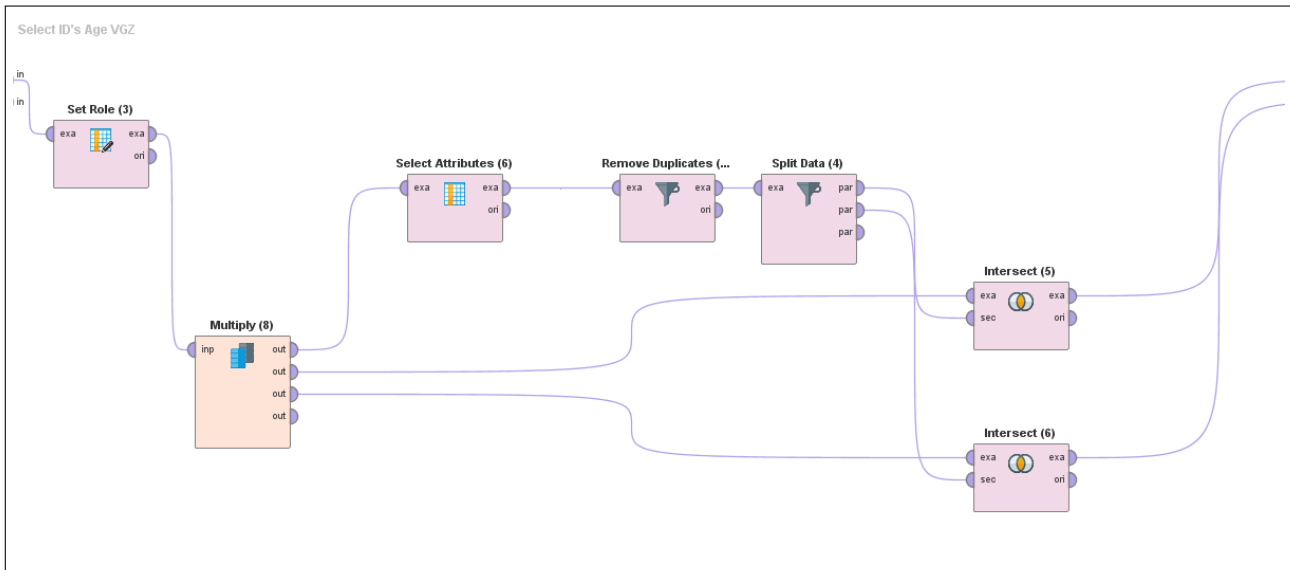 Select ID's Age VGZ
in
in
Set Role (3)
exa exa
ori
Select Attributes (6)
exa exa
ori
Remove Duplicates (...
exa exa
ori
Split Data (4)
exa par
par
par
Multiply (8)
inp out
out
out
out
Intersect (5)
exa exa
sec ori
Intersect (6)
exa exa
sec ori